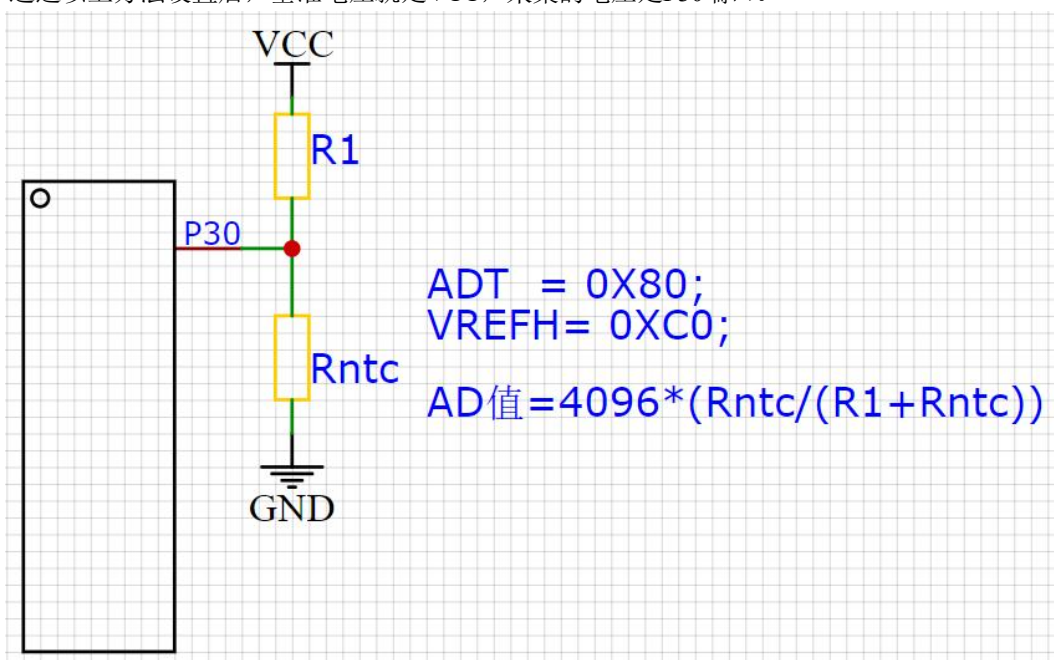 VCC
R1
P30
ADT = 0X80;
VREFH= 0XC0;
Rntc
AD值=4096*(Rntc/(R1+Rntc))
GND